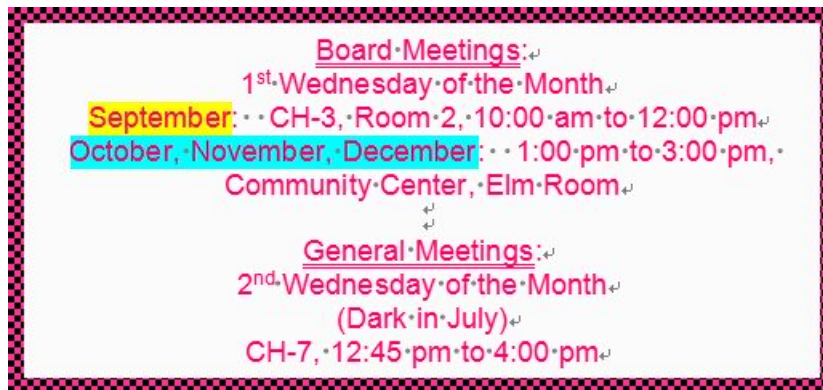 Board Meetings:
1st Wednesday of the Month
September:  CH-3, Room 2, 10:00 am to 12:00 pm
October, November, December:  1:00 pm to 3:00 pm,
Community Center, Elm Room
General Meetings:
2nd Wednesday of the Month
(Dark in July)
CH-7, 12:45 pm to 4:00 pm